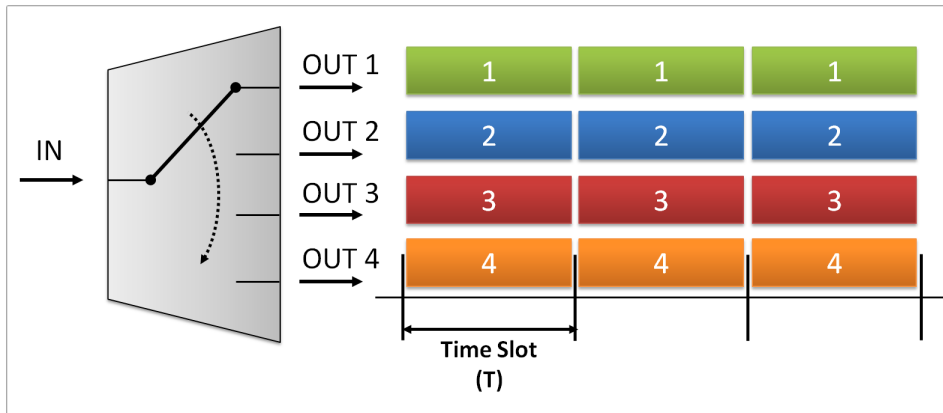 IN
OUT 1
OUT 2
OUT 3
OUT 4
1 1 1
2 2 2
3 3 3
4 4 4
Time Slot
(T)